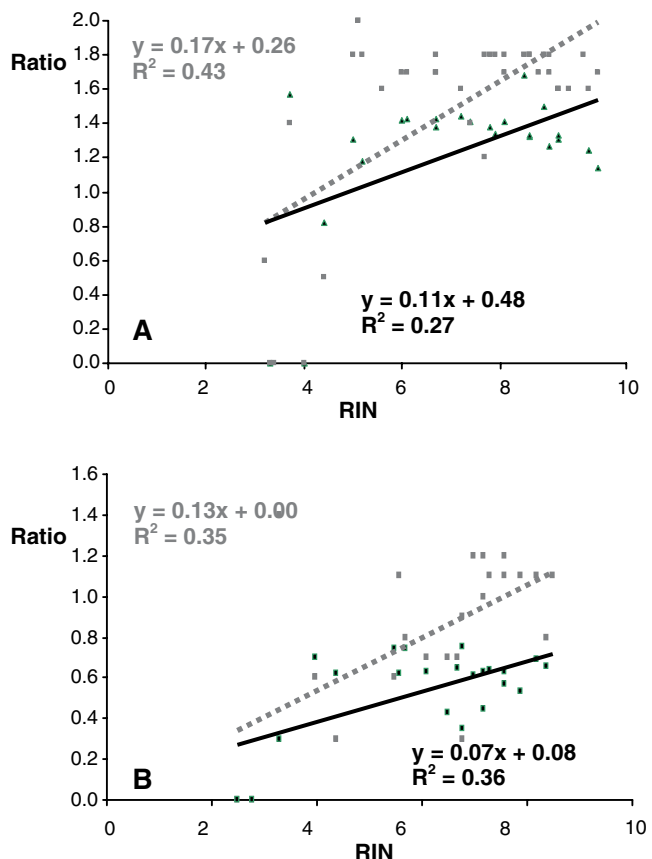 2.0
y = 0.17x + 0.26
R² = 0.43
1.8
Ratio
1.6
1.4
1.2
1.0
0.8
0.6
0.4
y = 0.11x + 0.48
R² = 0.27
0.2
A
0.0
0 2 4 6 8 10
RIN
1.6
y = 0.13x + 0.00
R² = 0.35
1.4
Ratio
1.2
1.0
0.8
0.6
0.4
y = 0.07x + 0.08
R² = 0.36
0.2
B
0.0
0 2 4 6 8 10
RIN